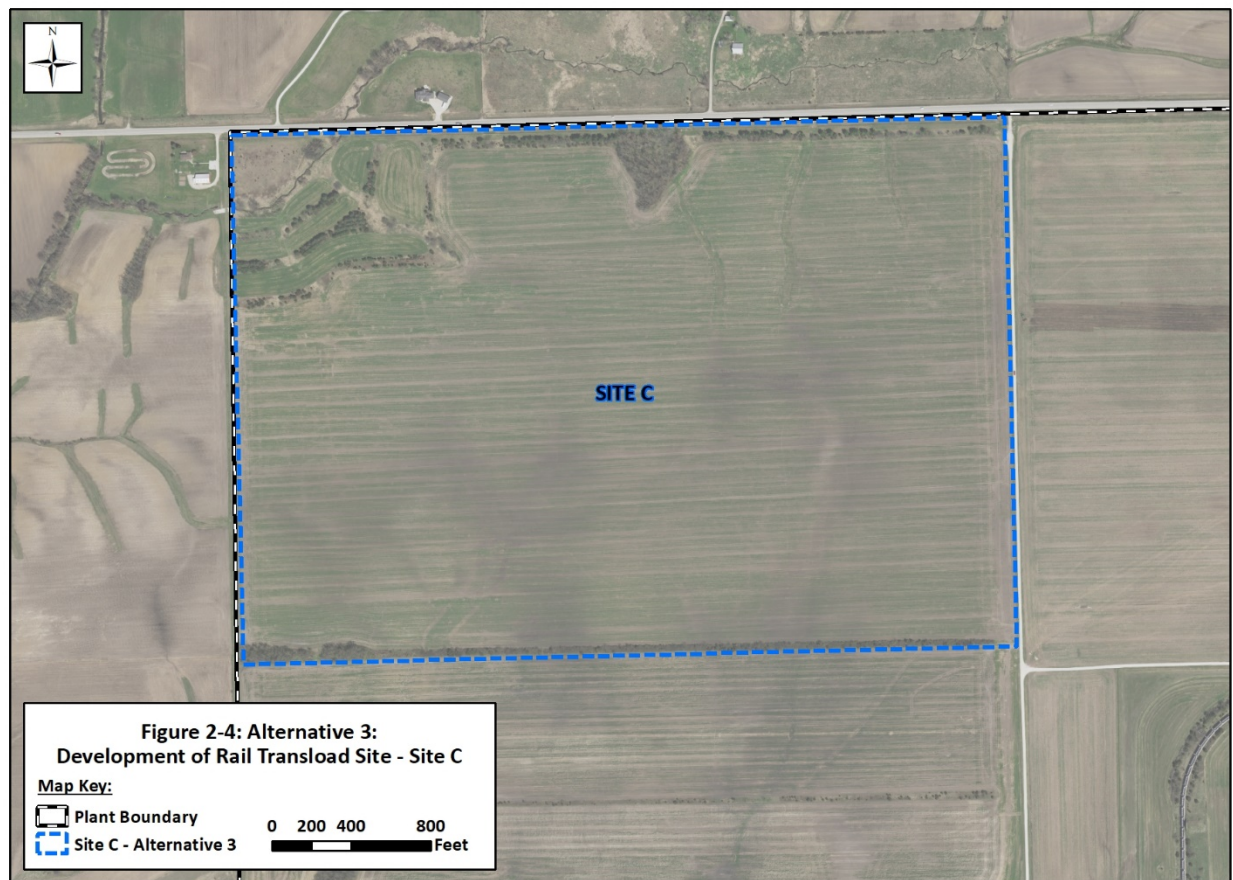 N
SITE C
Figure 2-4: Alternative 3:
Development of Rail Transload Site - Site C
Map Key:
Plant Boundary
Site C - Alternative 3
0 200 400 800
Feet